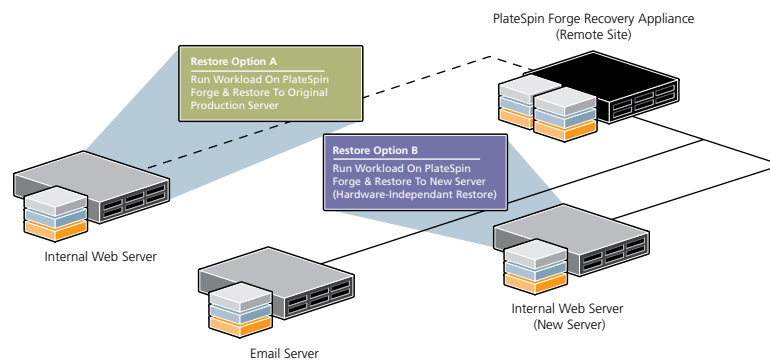 PlateSpin Forge Recovery Appliance
(Remote Site)
Restore Option A
Run Workload On PlateSpin
Forge & Restore To Original
Production Server
Restore Option B
Run Workload On PlateSpin
Forge & Restore To New Server
(Hardware-Independant Restore)
Internal Web Server
Internal Web Server
(New Server)
Email Server